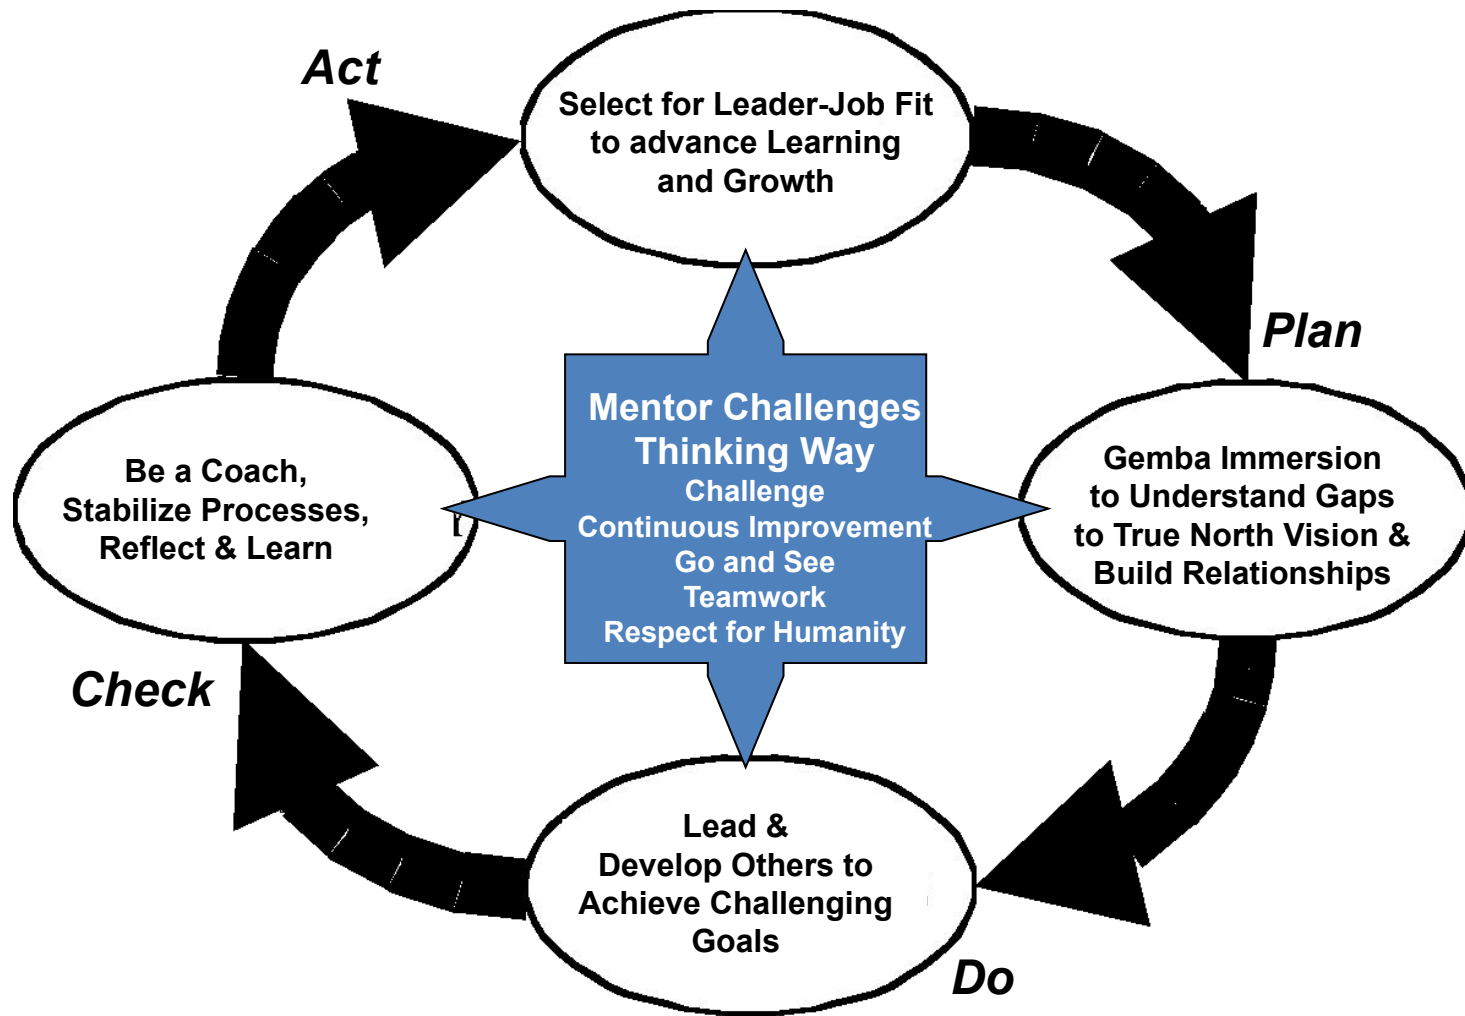 Act
Select for Leader-Job Fit
to advance Learning
and Growth
Plan
Mentor Challenges
Thinking Way
Challenge
Continuous Improvement
Go and See
Teamwork
Respect for Humanity
Gemba Immersion
to Understand Gaps
to True North Vision &
Build Relationships
Be a Coach,
Stabilize Processes,
Reflect & Learn
Check
Lead &
Develop Others to
Achieve Challenging
Goals
Do